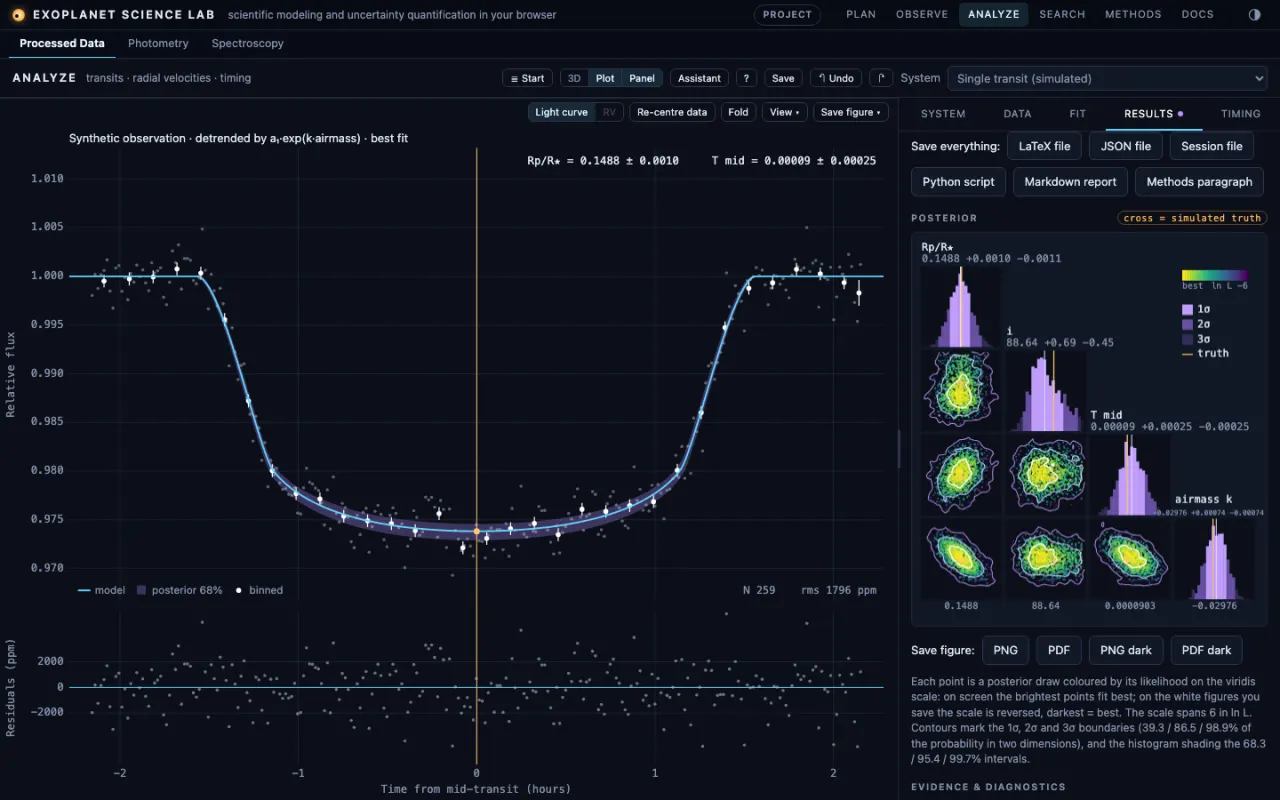 EXOPLANET SCIENCE LAB scientific modeling and uncertainty quantification in your browser PROJECT PLAN OBSERVE ANALYZE SEARCH METHODS DOCS
Processed Data Photometry Spectroscopy
ANALYZE transits · radial velocities · timing ≡ Start 3D Plot Panel Assistant ? Save ↶ Undo ↱ System Single transit (simulated)
Light curve RV Re-centre data Fold View ▾ Save figure ▾
SYSTEM DATA FIT RESULTS TIMING
Synthetic observation · detrended by a₁·exp(k·airmass) · best fit
Rp/R★ = 0.1488 ± 0.0010 T mid = 0.00009 ± 0.00025
1.010
1.005
1.000
0.995
0.990
0.985
0.980
0.975
0.970
Relative flux
model posterior 68% binned N 259 rms 1796 ppm
2000
0
−2000
Residuals (ppm)
−2 −1 0 1 2
Time from mid-transit (hours)
Save everything: LaTeX file JSON file Session file
Python script Markdown report Methods paragraph
POSTERIOR cross = simulated truth
Rp/R★
0.1488 +0.0010 −0.0011
best ln L −6
1σ
2σ
3σ
truth
i
88.64 +0.69 −0.45
T mid
0.00009 +0.00025 −0.00025
airmass k
−0.02976 +0.00074 −0.00074
0.1488 88.64 0.0000903 −0.02976
Save figure: PNG PDF PNG dark PDF dark
Each point is a posterior draw coloured by its likelihood on the viridis
scale: on screen the brightest points fit best; on the white figures you
save the scale is reversed, darkest = best. The scale spans 6 in ln L.
Contours mark the 1σ, 2σ and 3σ boundaries (39.3 / 86.5 / 98.9% of
the probability in two dimensions), and the histogram shading the 68.3
/ 95.4 / 99.7% intervals.
EVIDENCE & DIAGNOSTICS